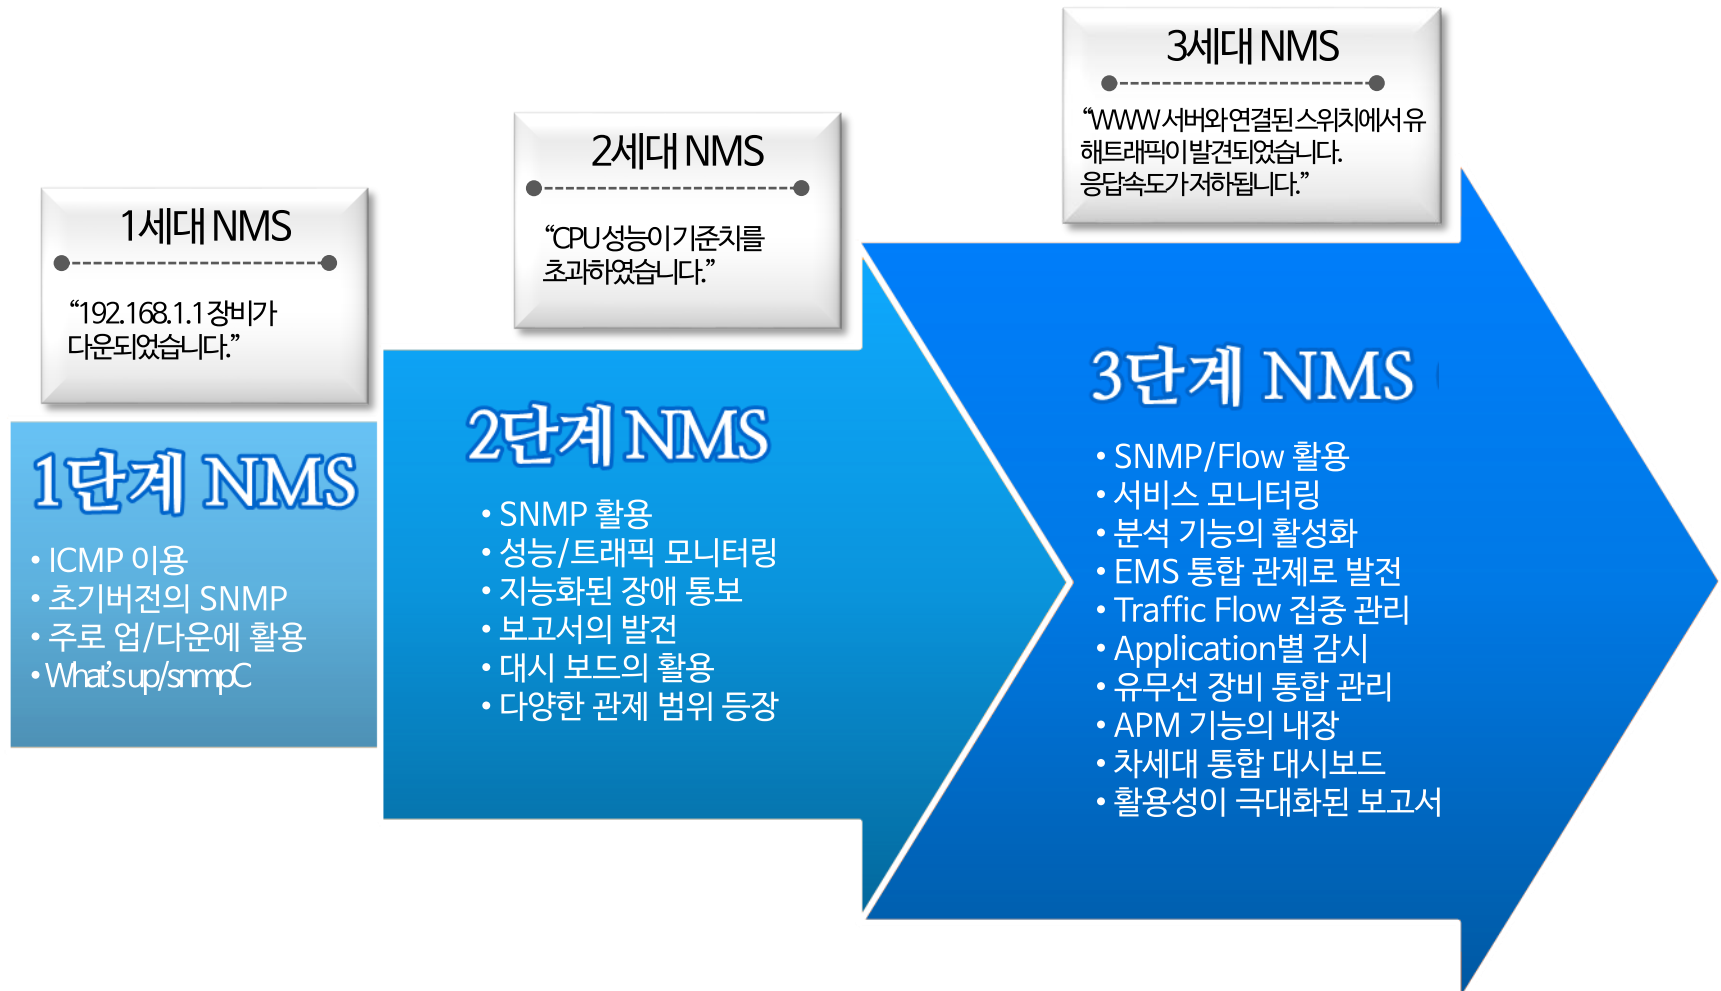 1세대 NMS
“192.168.1.1 장비가
다운되었습니다.”
1단계 NMS
• ICMP 이용
• 초기버전의 SNMP
• 주로 업/다운에 활용
• What’s up/snmpC
2세대 NMS
“CPU 성능이 기준치를
초과하였습니다.”
2단계 NMS
• SNMP 활용
• 성능/트래픽 모니터링
• 지능화된 장애 통보
• 보고서의 발전
• 대시 보드의 활용
• 다양한 관제 범위 등장
3세대 NMS
“WWW 서버와 연결된 스위치에서 유
해트래픽이 발견되었습니다.
응답속도가 저하됩니다.”
3단계 NMS
• SNMP/Flow 활용
• 서비스 모니터링
• 분석 기능의 활성화
• EMS 통합 관제로 발전
• Traffic Flow 집중 관리
• Application별 감시
• 유무선 장비 통합 관리
• APM 기능의 내장
• 차세대 통합 대시보드
• 활용성이 극대화된 보고서